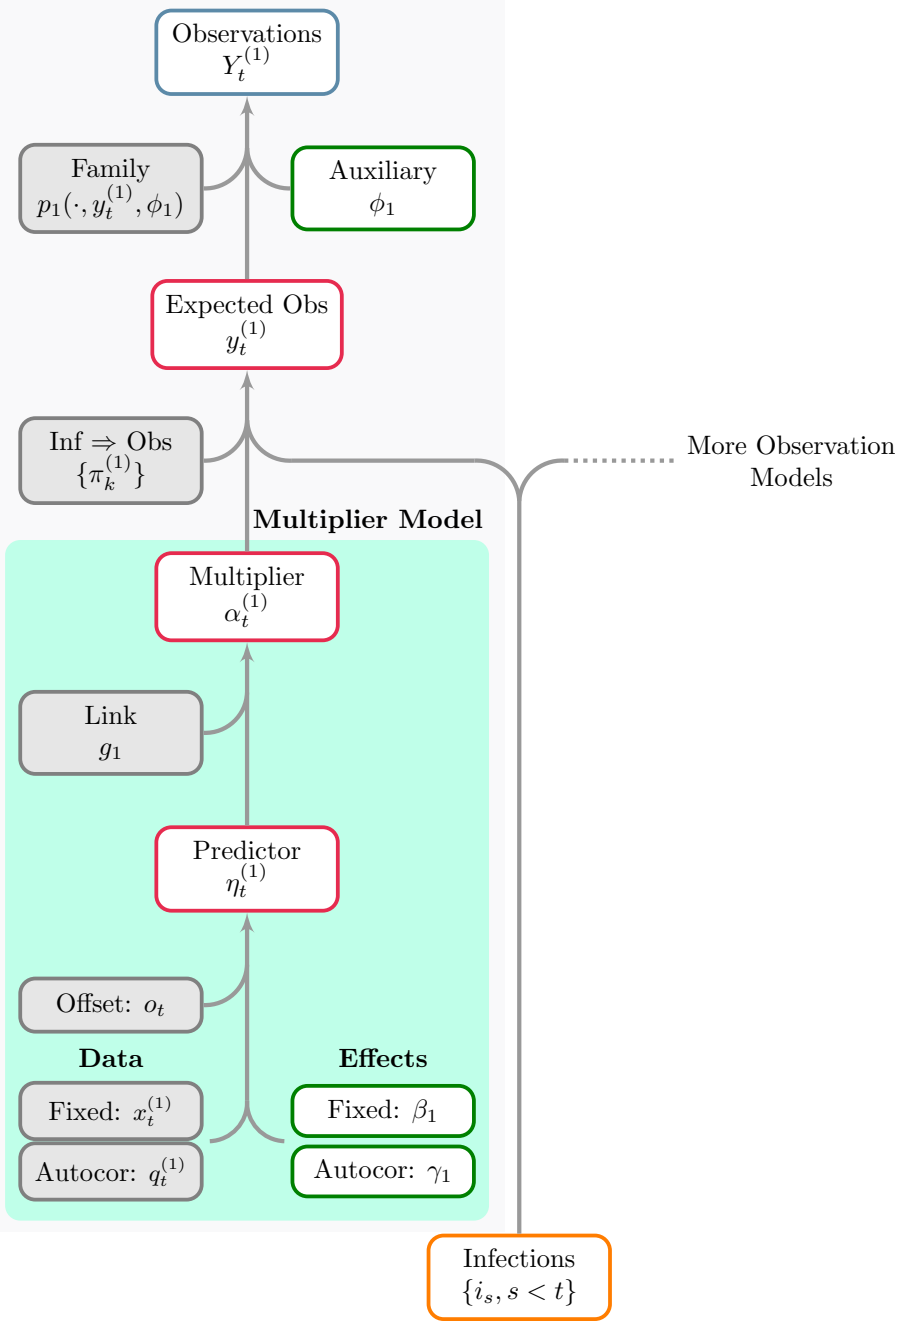 Observations
Y_t^{(1)}
Family
p_1(·, y_t^{(1)}, ϕ_1)
Auxiliary
ϕ_1
Expected Obs
y_t^{(1)}
Inf ⇒ Obs
{π_k^{(1)}}
More Observation
Models
Multiplier Model
Multiplier
α_t^{(1)}
Link
g_1
Predictor
η_t^{(1)}
Offset: o_t
Data
Effects
Fixed: x_t^{(1)}
Fixed: β_1
Autocor: q_t^{(1)}
Autocor: γ_1
Infections
{i_s, s < t}